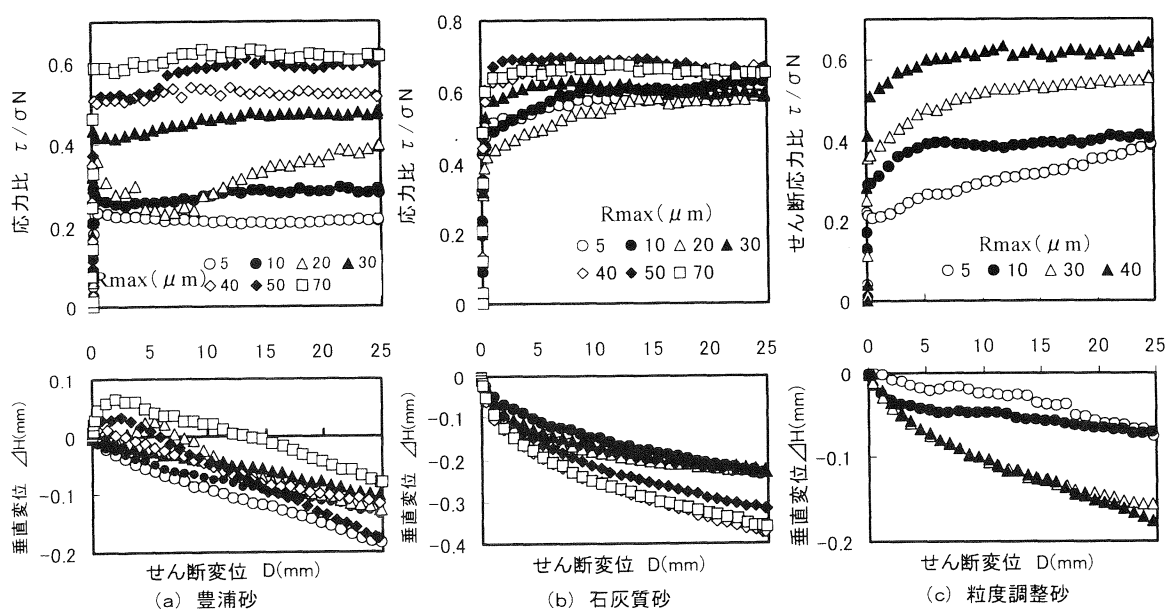 応力比 τ/σN
0.6
0.4
0.2
0
Rmax(μm)
5 10 20 30
40 50 70
0 5 10 15 20 25
垂直変位 ⊿H(mm)
0.1
0
-0.1
-0.2
せん断変位 D(mm)
(a) 豊浦砂
応力比 τ/σN
0.8
0.6
0.4
0.2
0
Rmax(μm)
5 10 20 30
40 50 70
0 5 10 15 20 25
垂直変位 ⊿H(mm)
0
-0.1
-0.2
-0.3
-0.4
せん断変位 D(mm)
(b) 石灰質砂
せん断応力比 τ/σN
0.6
0.4
0.2
0
Rmax(μm)
5 10 30 40
0 5 10 15 20 25
垂直変位⊿H(mm)
0
-0.1
-0.2
せん断変位 D(mm)
(c) 粒度調整砂